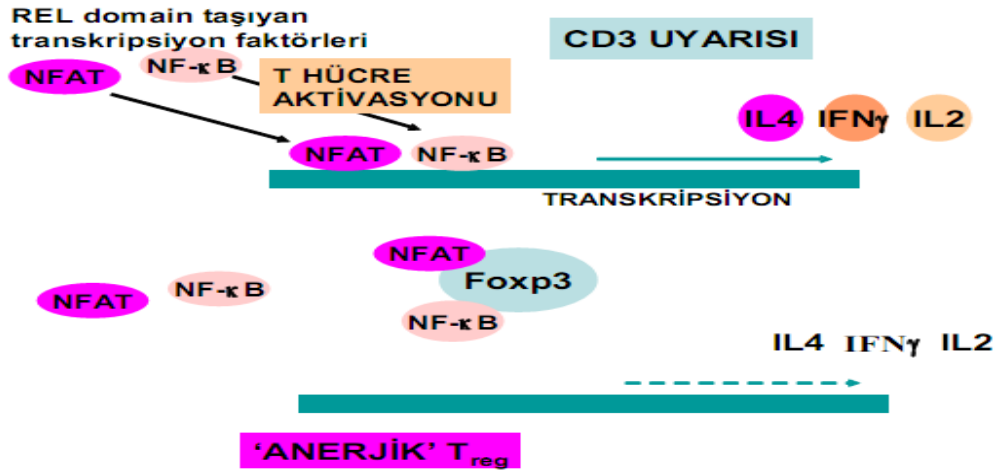 REL domain taşıyan
transkripsiyon faktörleri
CD3 UYARISI
NFAT
NF-κB
T HÜCRE
AKTİVASYONU
IL4 IFNγ IL2
NFAT
NF-κB
TRANSKRİPSİYON
NFAT
Foxp3
NFAT
NF-κB
NF-κB
IL4 IFNγ IL2
‘ANERJİK’ Treg